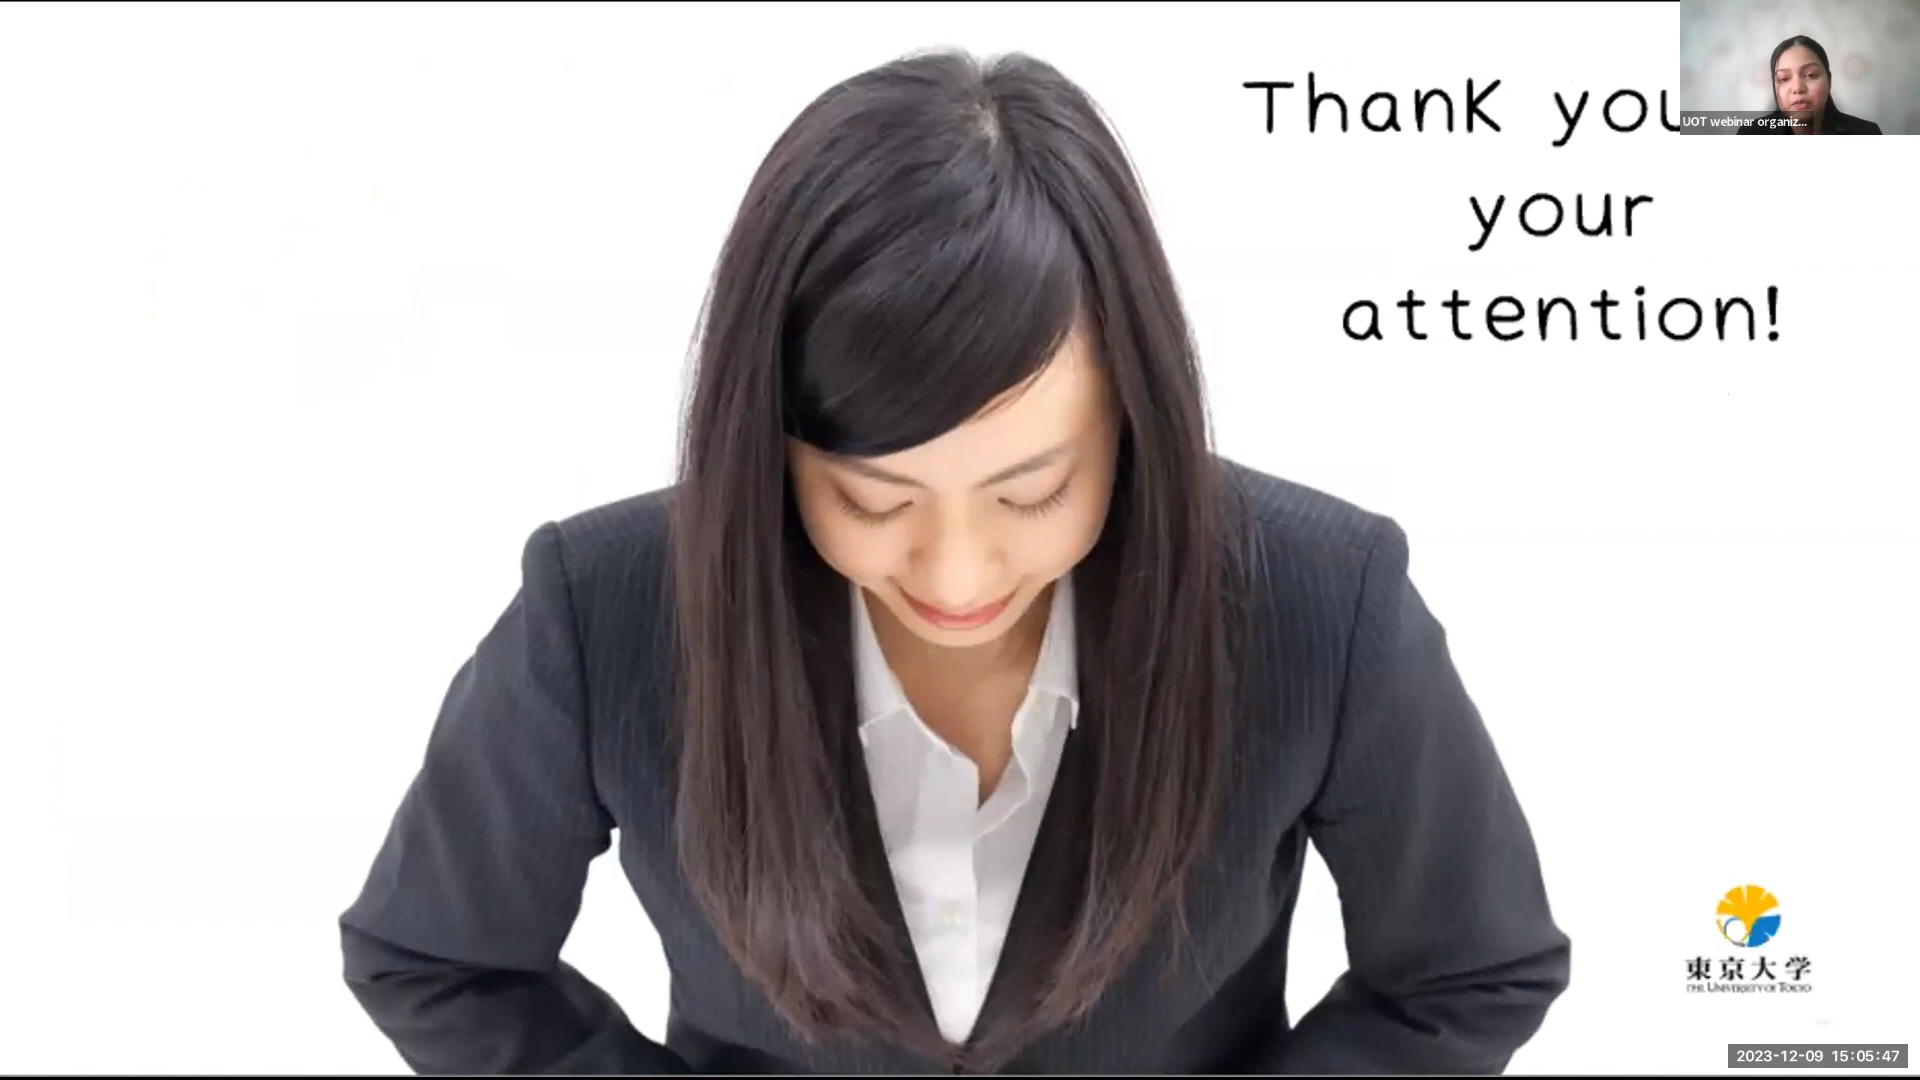 Thank you
your
attention!
UOT webinar organiz...
東京大学
THE UNIVERSITY OF TOKYO
2023-12-09 15:05:47